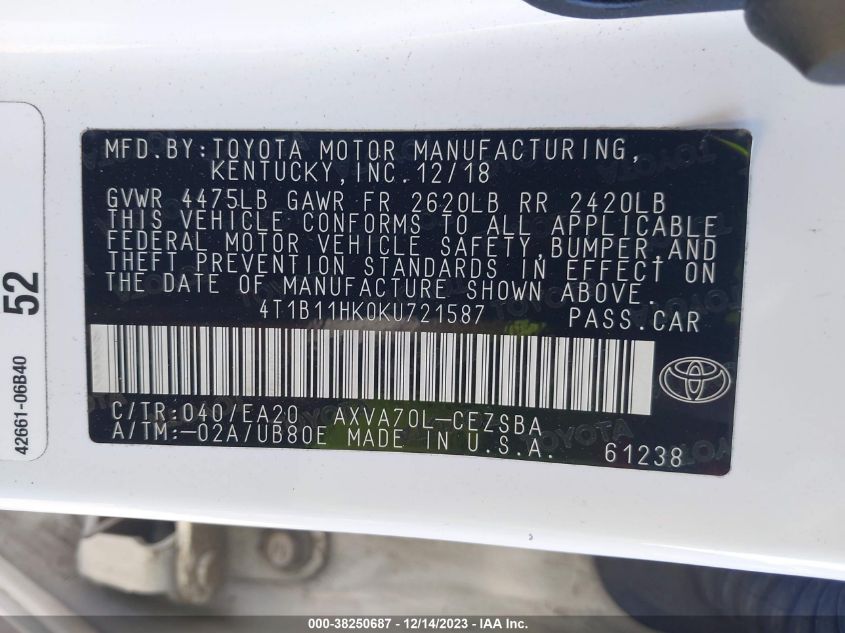 MFD.BY:TOYOTA MOTOR MANUFACTURING,
KENTUCKY,INC.12/18
GVWR 4475LB GAWR FR 2620LB RR 2420LB
THIS VEHICLE CONFORMS TO ALL APPLICABLE
FEDERAL MOTOR VEHICLE SAFETY,BUMPER,AND
THEFT PREVENTION STANDARDS IN EFFECT ON
THE DATE OF MANUFACTURE SHOWN ABOVE.
4T1B11HK0KU721587 PASS.CAR
C/TR:040/EA20 AXVA70L-CEZSBA
A/TM:-02A/UB80E MADE IN U.S.A. 61238
TOYOTA
52
42661-06B40
000-38250687 - 12/14/2023 - IAA Inc.